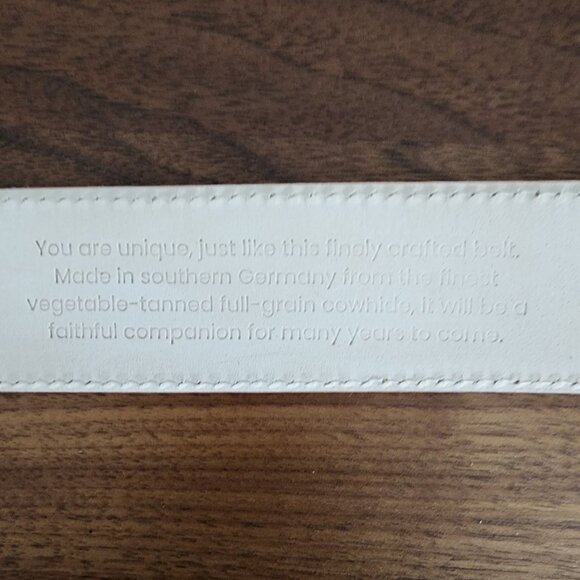 You are unique, just like this finely crafted belt.
Made in southern Germany from the finest
vegetable-tanned full-grain cowhide, it will be a
faithful companion for many years to come.